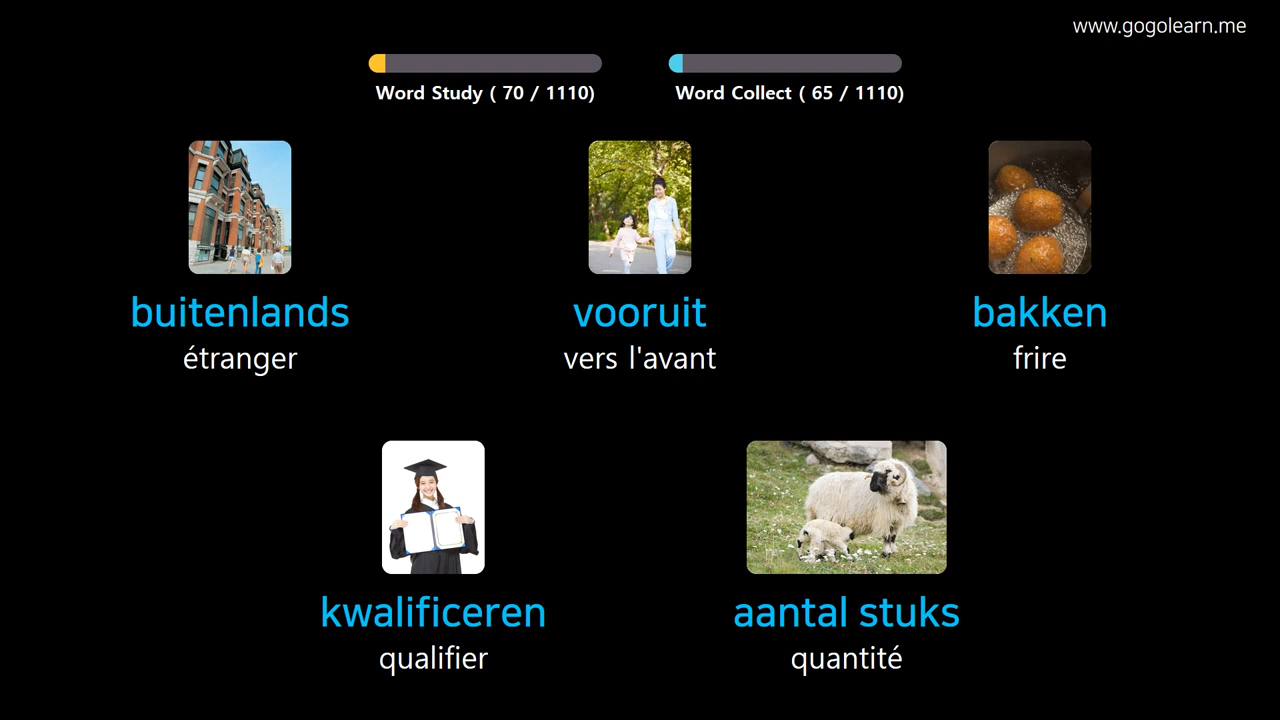 www.gogolearn.me
Word Study ( 70 / 1110)
Word Collect ( 65 / 1110)
buitenlands
étranger
vooruit
vers l'avant
bakken
frire
kwalificeren
qualifier
aantal stuks
quantité